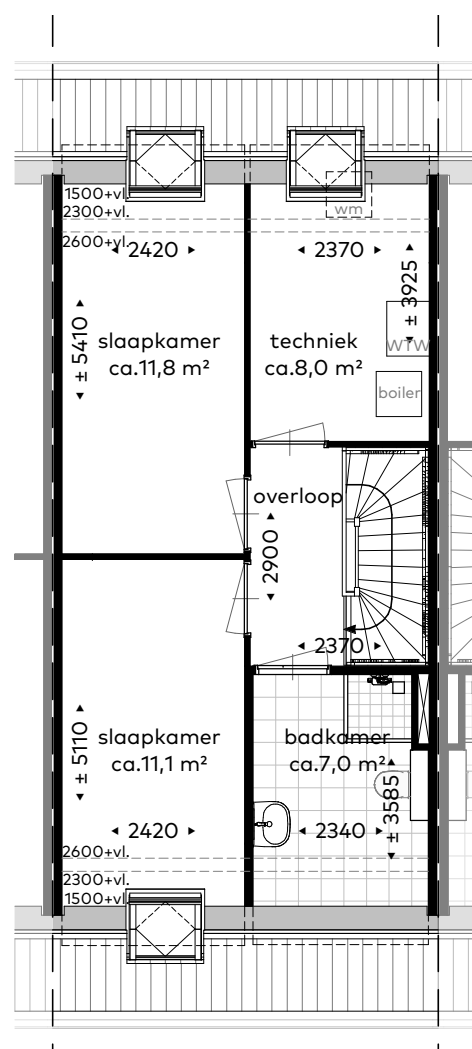 1500+vl.
2300+vl.
wm
2600+vl.
2420
2370
± 3925
± 5410
slaapkamer
ca.11,8 m²
techniek
ca.8,0 m²
WTW
boiler
overloop
2900
2370
slaapkamer
ca.11,1 m²
± 5110
badkamer
ca.7,0 m²
± 3585
2420
2340
2600+vl.
2300+vl.
1500+vl.